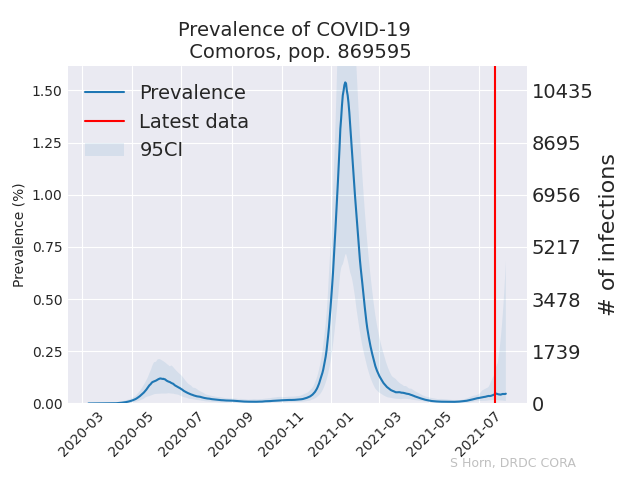 Prevalence of COVID-19
Comoros, pop. 869595
Prevalence
Latest data
95CI
Prevalence (%)
1.50
1.25
1.00
0.75
0.50
0.25
0.00
10435
8695
6956
5217
3478
1739
0
# of infections
2020-03
2020-05
2020-07
2020-09
2020-11
2021-01
2021-03
2021-05
2021-07
S Horn, DRDC CORA